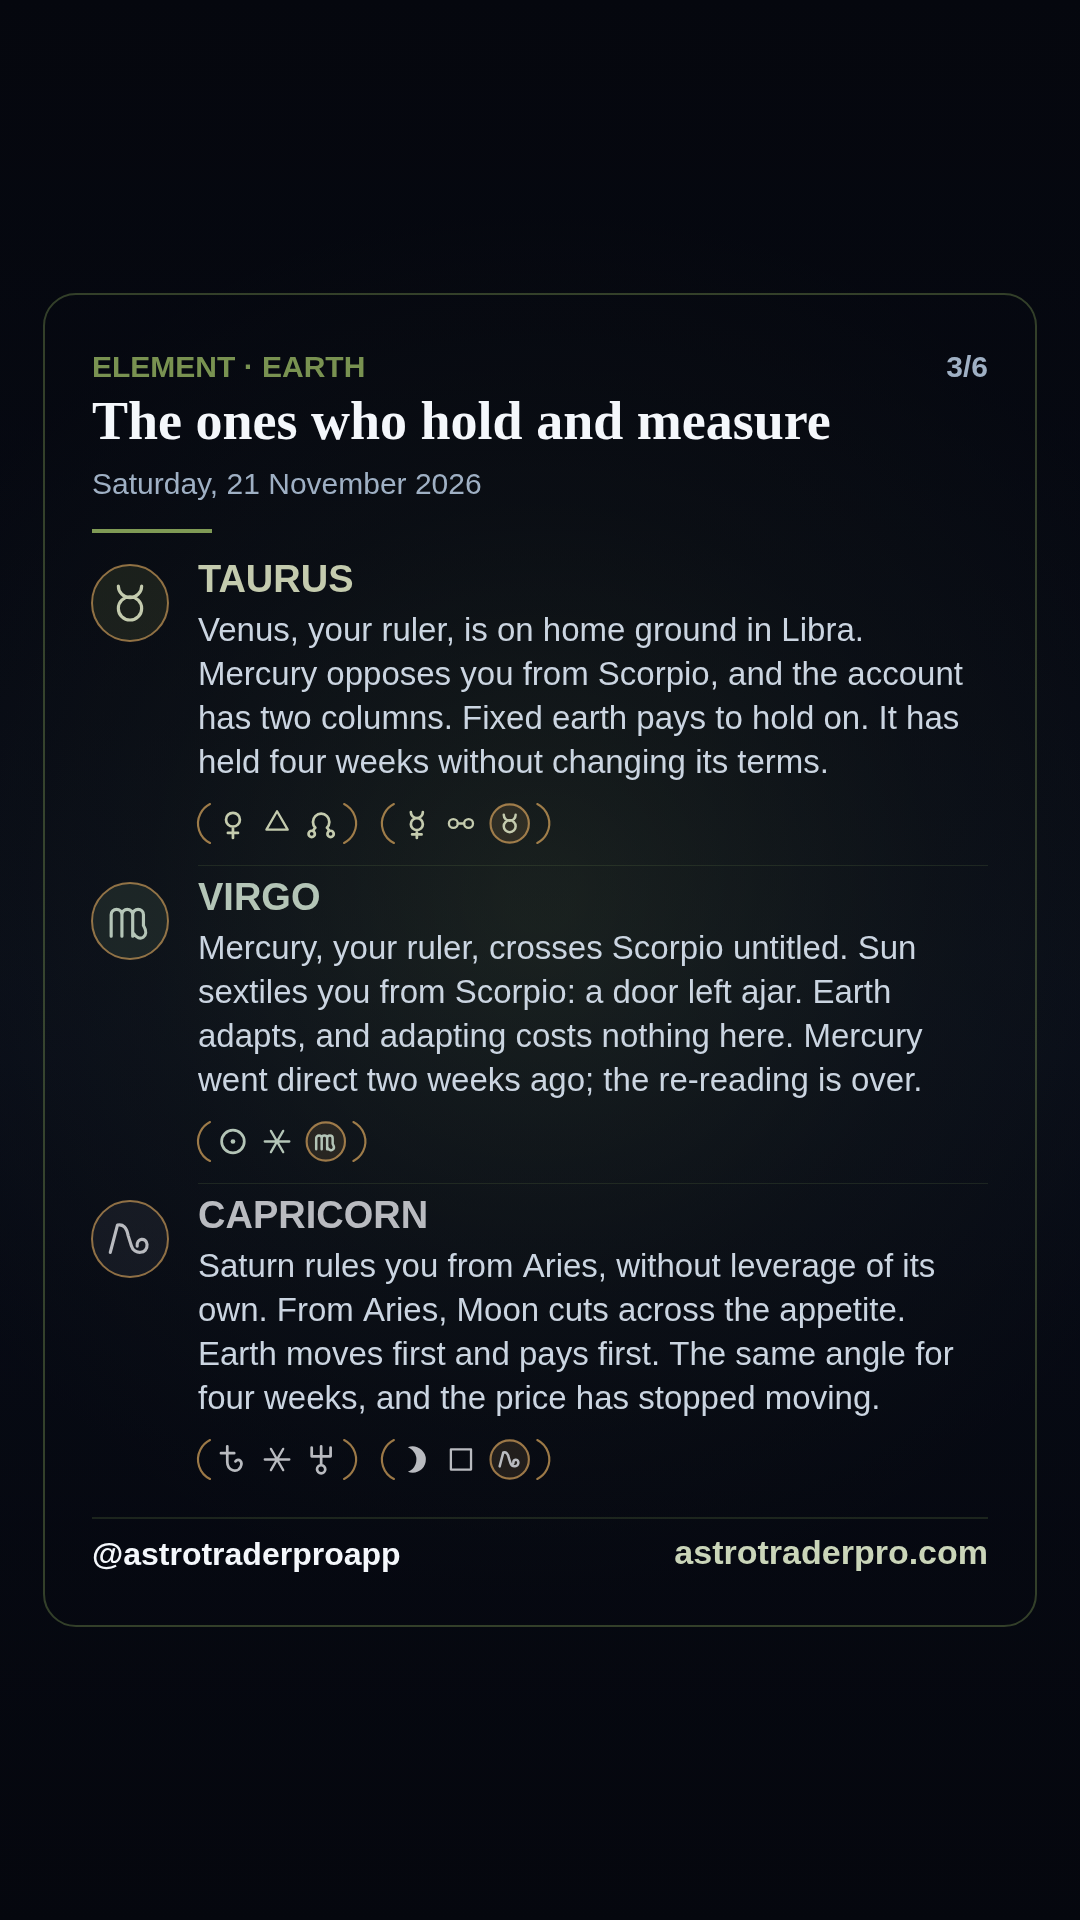 ELEMENT · EARTH
3/6
The ones who hold and measure
Saturday, 21 November 2026
TAURUS
Venus, your ruler, is on home ground in Libra.
Mercury opposes you from Scorpio, and the account
has two columns. Fixed earth pays to hold on. It has
held four weeks without changing its terms.
(♀ △ ☊) (☿ ☍ ♉)
VIRGO
Mercury, your ruler, crosses Scorpio untitled. Sun
sextiles you from Scorpio: a door left ajar. Earth
adapts, and adapting costs nothing here. Mercury
went direct two weeks ago; the re-reading is over.
(☉ ⚹ ♍)
CAPRICORN
Saturn rules you from Aries, without leverage of its
own. From Aries, Moon cuts across the appetite.
Earth moves first and pays first. The same angle for
four weeks, and the price has stopped moving.
(♄ ⚹ ♅) (☽ □ ♑)
@astrotraderproapp
astrotraderpro.com